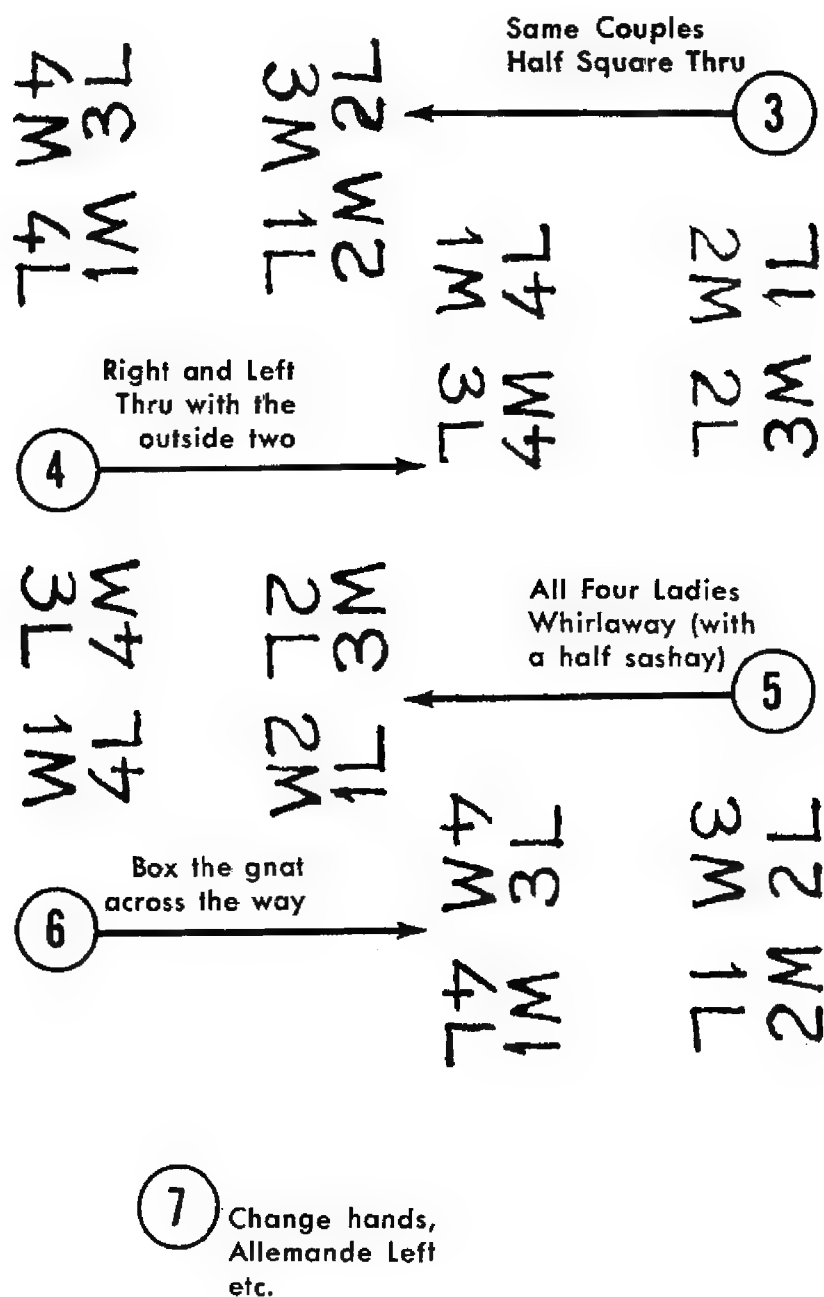 Same Couples
Half Square Thru
3
4M 3L 3M 2L
4L 1M 1L 2M
1M 4L 2M 1L
3L 4M 2L 3M
Right and Left
Thru with the
outside two
4
3L 4M 2L 3M
1M 4L 2M 1L
All Four Ladies
Whirlaway (with
a half sashay)
5
4M 3L 3M 2L
4L 1M 1L 2M
Box the gnat
across the way
6
7
Change hands,
Allemande Left
etc.